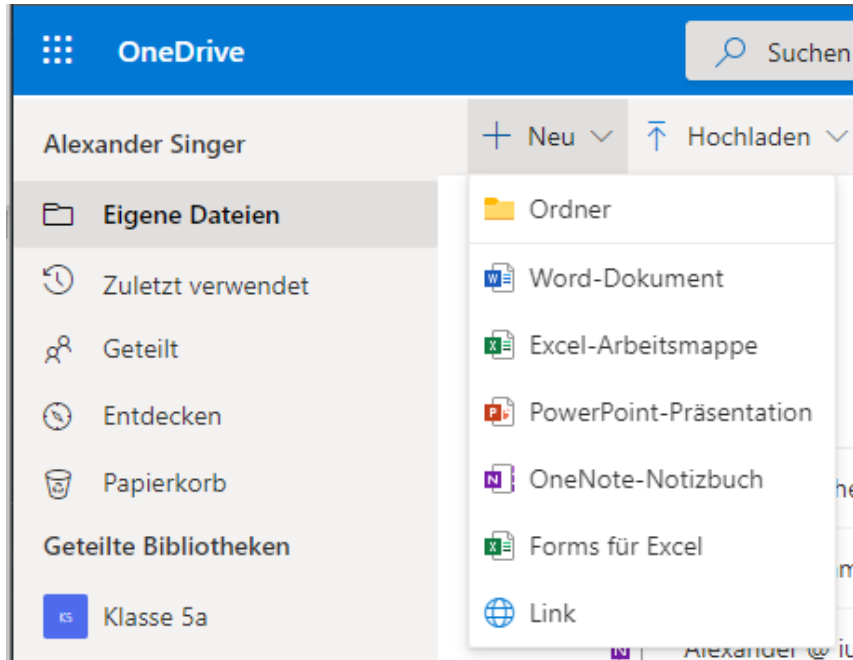 OneDrive
Suchen
Alexander Singer
Eigene Dateien
Zuletzt verwendet
Geteilt
Entdecken
Papierkorb
Geteilte Bibliotheken
KS
Klasse 5a
Neu
Hochladen
Ordner
Word-Dokument
Excel-Arbeitsmappe
PowerPoint-Präsentation
OneNote-Notizbuch
Forms für Excel
Link
Alexander @